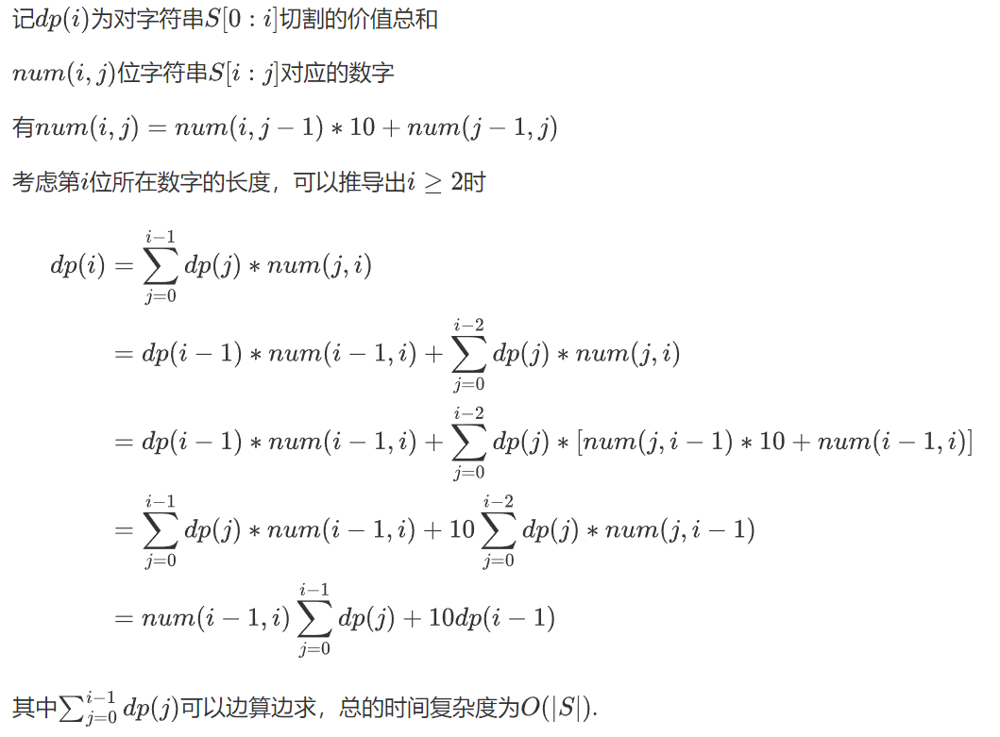 记$dp(i)$为对字符串$S[0:i]$切割的价值总和
$num(i,j)$位字符串$S[i:j]$对应的数字
有$num(i,j)=num(i,j-1)*10+num(j-1,j)$
考虑第$i$位所在数字的长度，可以推导出$i\geq 2$时
$dp(i)=\sum_{j=0}^{i-1}dp(j)*num(j,i)$
$=dp(i-1)*num(i-1,i)+\sum_{j=0}^{i-2}dp(j)*num(j,i)$
$=dp(i-1)*num(i-1,i)+\sum_{j=0}^{i-2}dp(j)*[num(j,i-1)*10+num(i-1,i)]$
$=\sum_{j=0}^{i-1}dp(j)*num(i-1,i)+10\sum_{j=0}^{i-2}dp(j)*num(j,i-1)$
$=num(i-1,i)\sum_{j=0}^{i-1}dp(j)+10dp(i-1)$
其中$\sum_{j=0}^{i-1}dp(j)$可以边算边求，总的时间复杂度为$O(|S|)$.